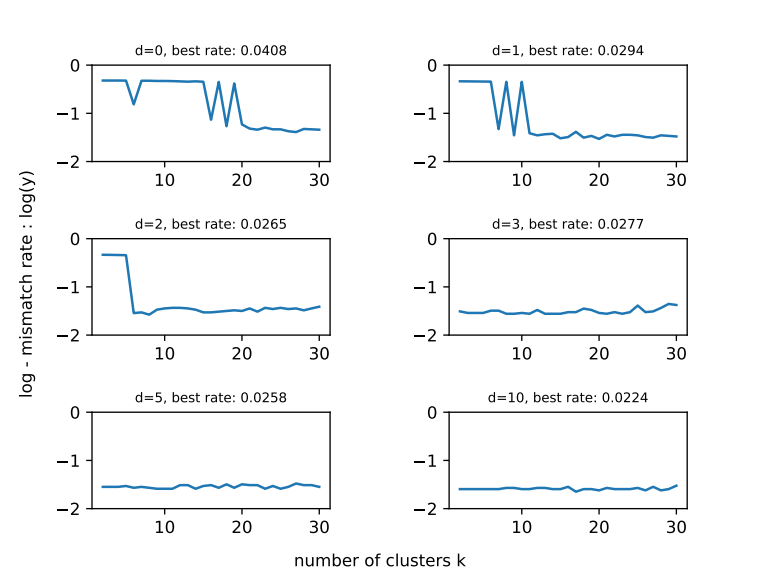 d=0, best rate: 0.0408
0
−1
−2
10 20 30
d=1, best rate: 0.0294
0
−1
−2
10 20 30
log - mismatch rate : log(y)
d=2, best rate: 0.0265
0
−1
−2
10 20 30
d=3, best rate: 0.0277
0
−1
−2
10 20 30
d=5, best rate: 0.0258
0
−1
−2
10 20 30
d=10, best rate: 0.0224
0
−1
−2
10 20 30
number of clusters k